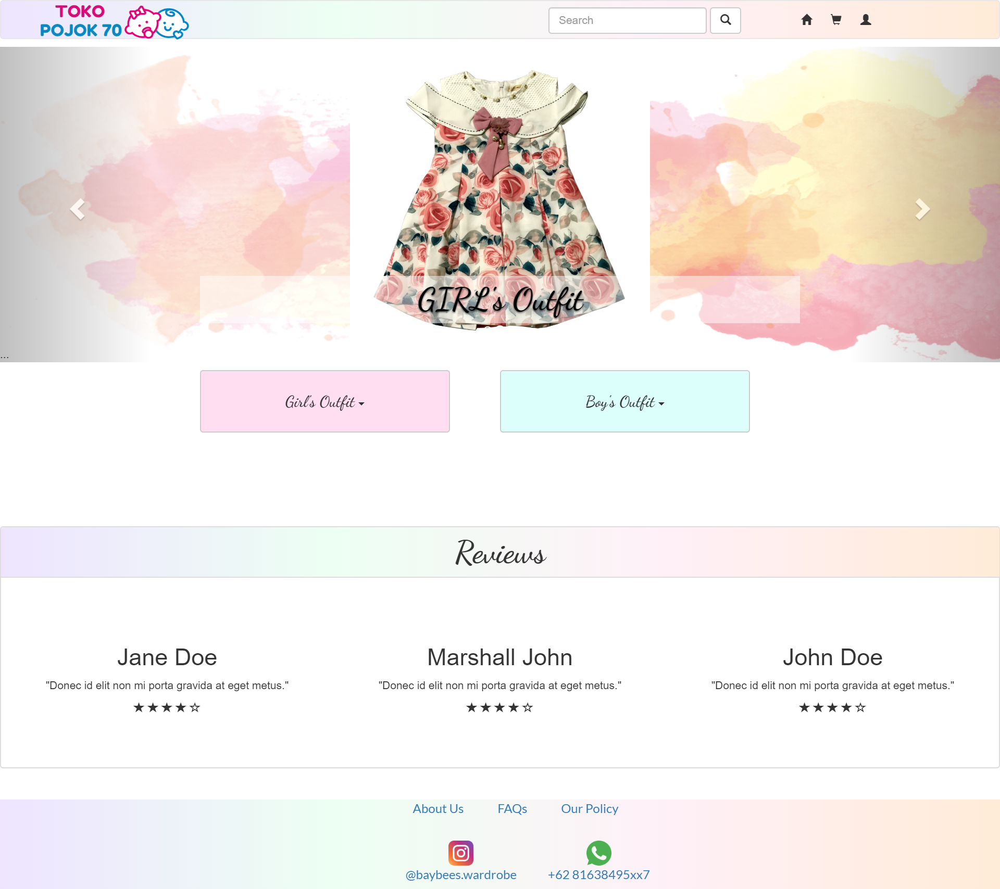 TOKO
POJOK 70
Search
GIRL's Outfit
...
Girl's Outfit
Boy's Outfit
Reviews
Jane Doe
"Donec id elit non mi porta gravida at eget metus."
★★★★☆
Marshall John
"Donec id elit non mi porta gravida at eget metus."
★★★★☆
John Doe
"Donec id elit non mi porta gravida at eget metus."
★★★★☆
About Us
FAQs
Our Policy
@baybees.wardrobe
+62 81638495xx7